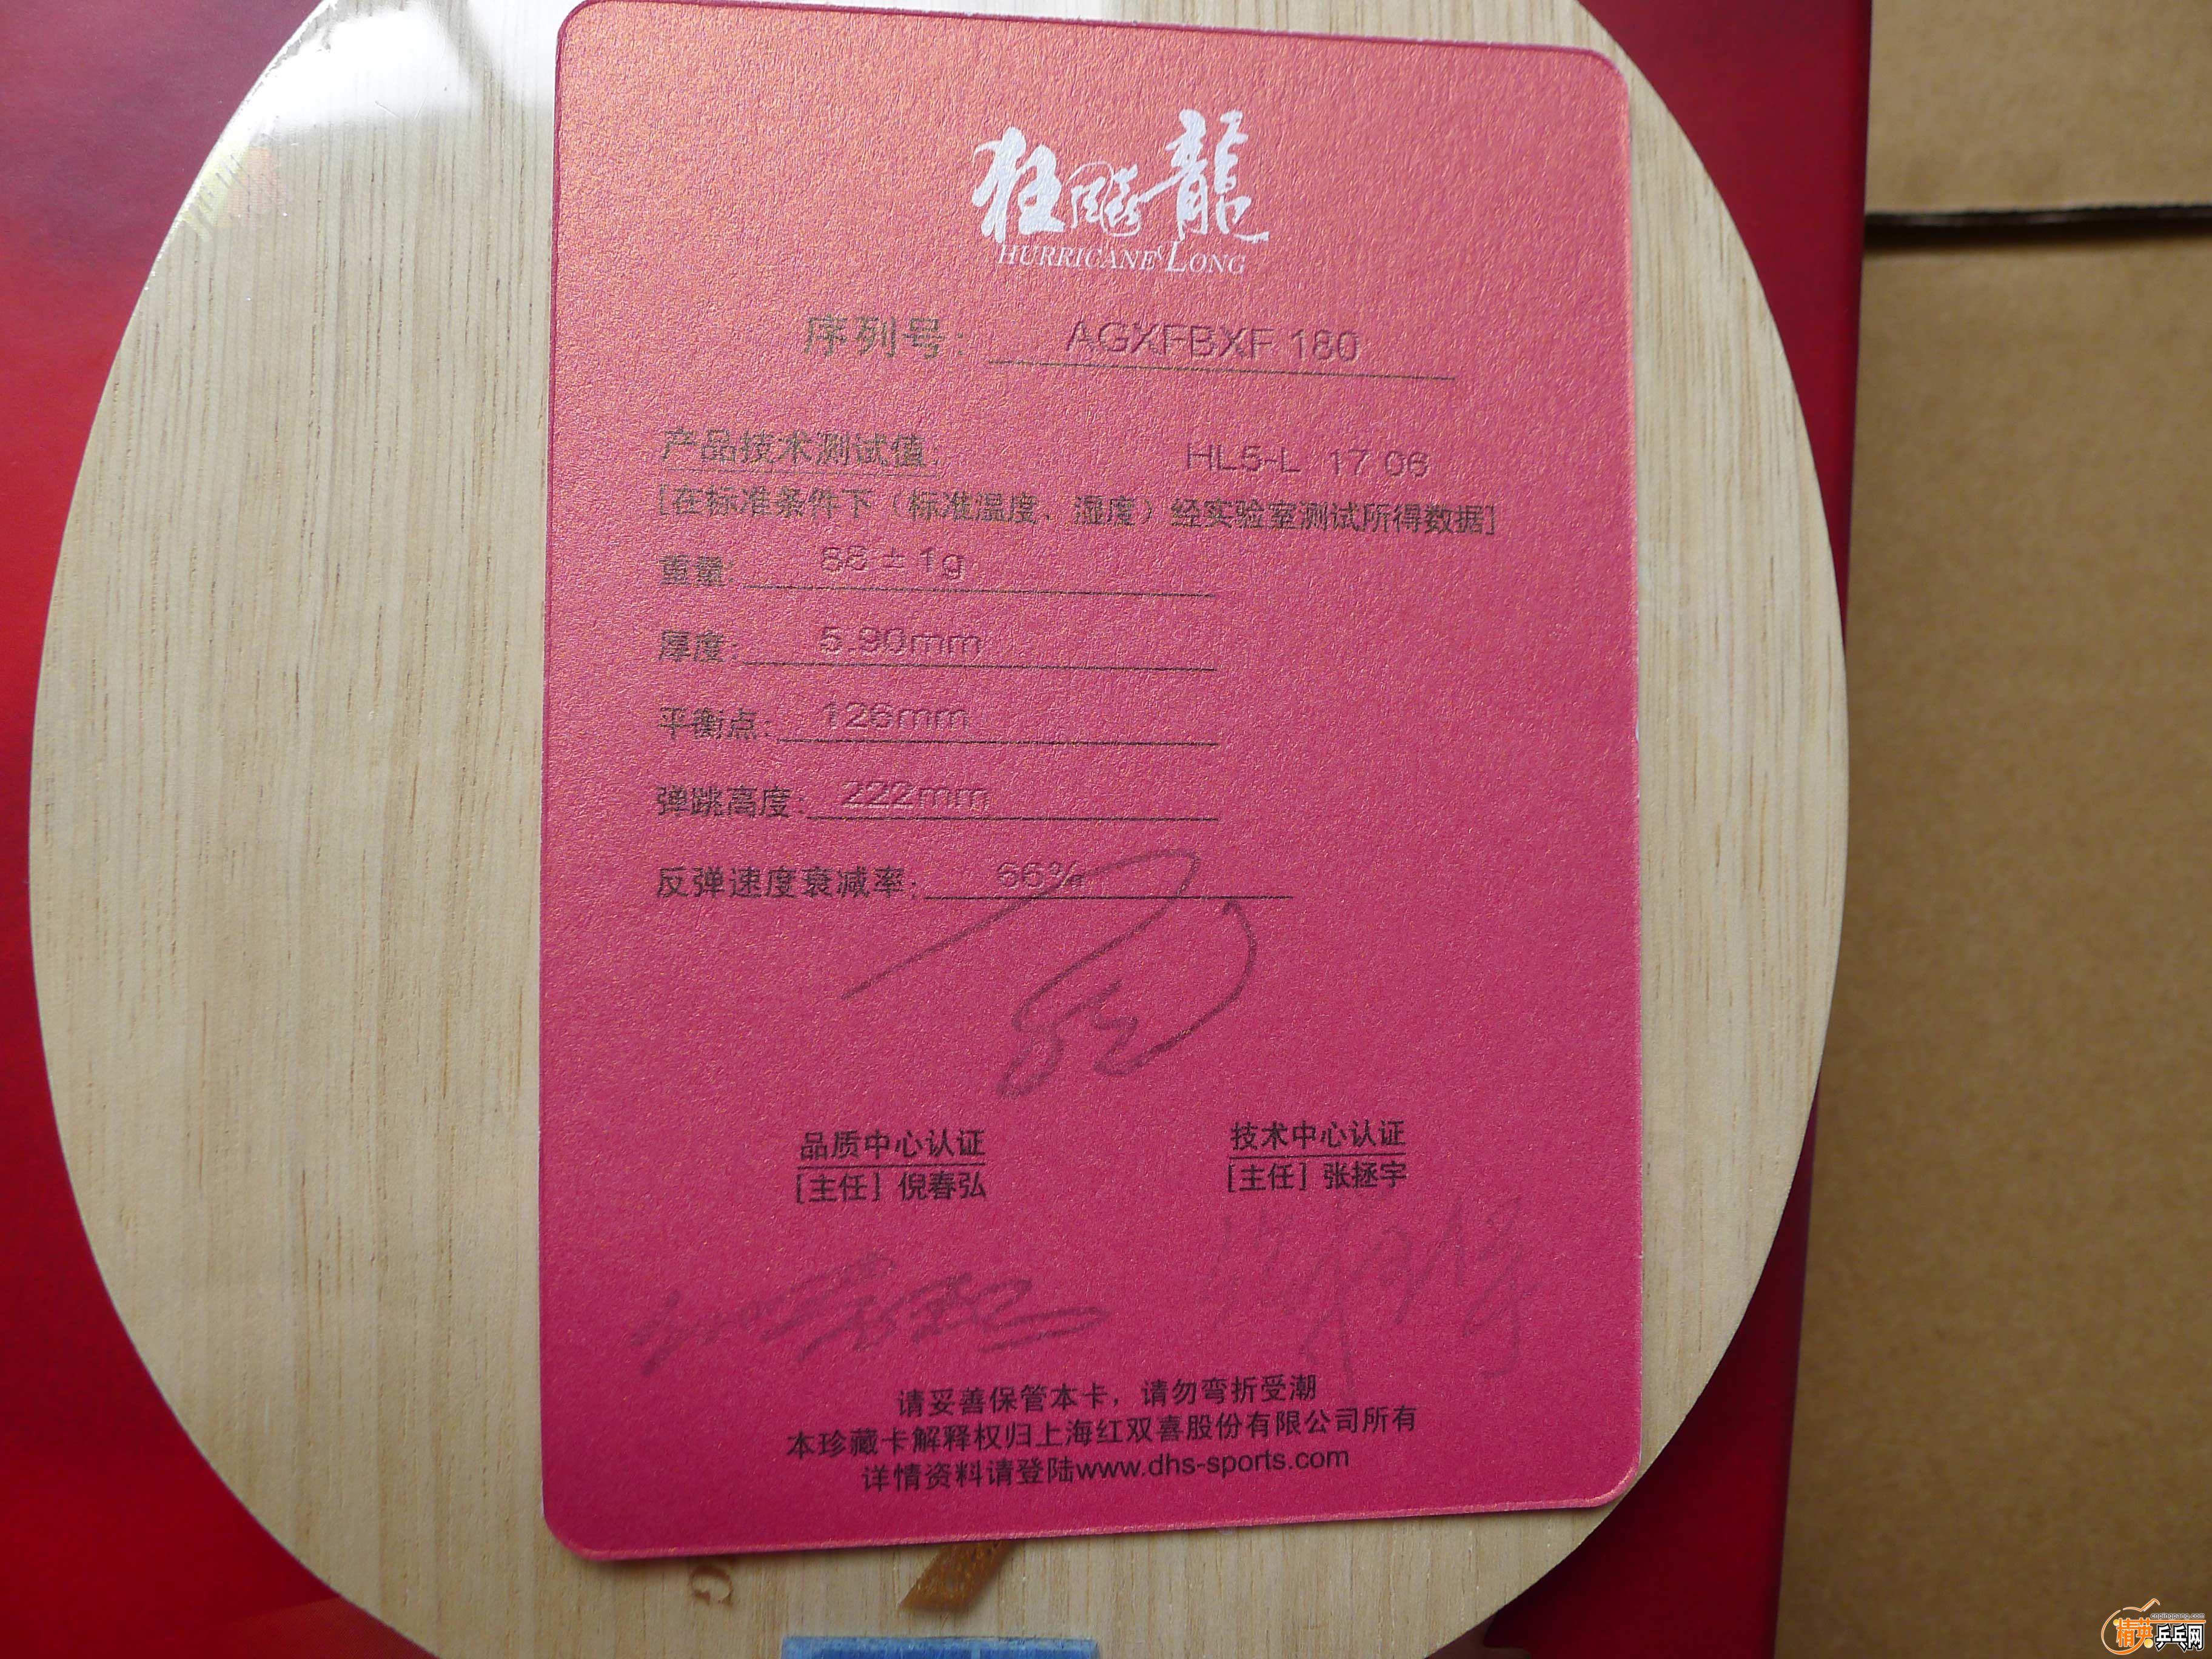 狂飚龍
HURRICANE LONG
序列号: AGXFBXF 180
产品技术测试值: HL5-L 17 06
[在标准条件下（标准温度、湿度）经实验室测试所得数据]
重量: ± 1g
厚度: 5.90mm
平衡点: 126mm
弹跳高度: 222mm
反弹速度衰减率:
品质中心认证
技术中心认证
[主任] 倪春弘
[主任] 张拯宇
请妥善保管本卡，请勿弯折受潮
本珍藏卡解释权归上海红双喜股份有限公司所有
详情资料请登陆www.dhs-sports.com
G
精英乒乓网